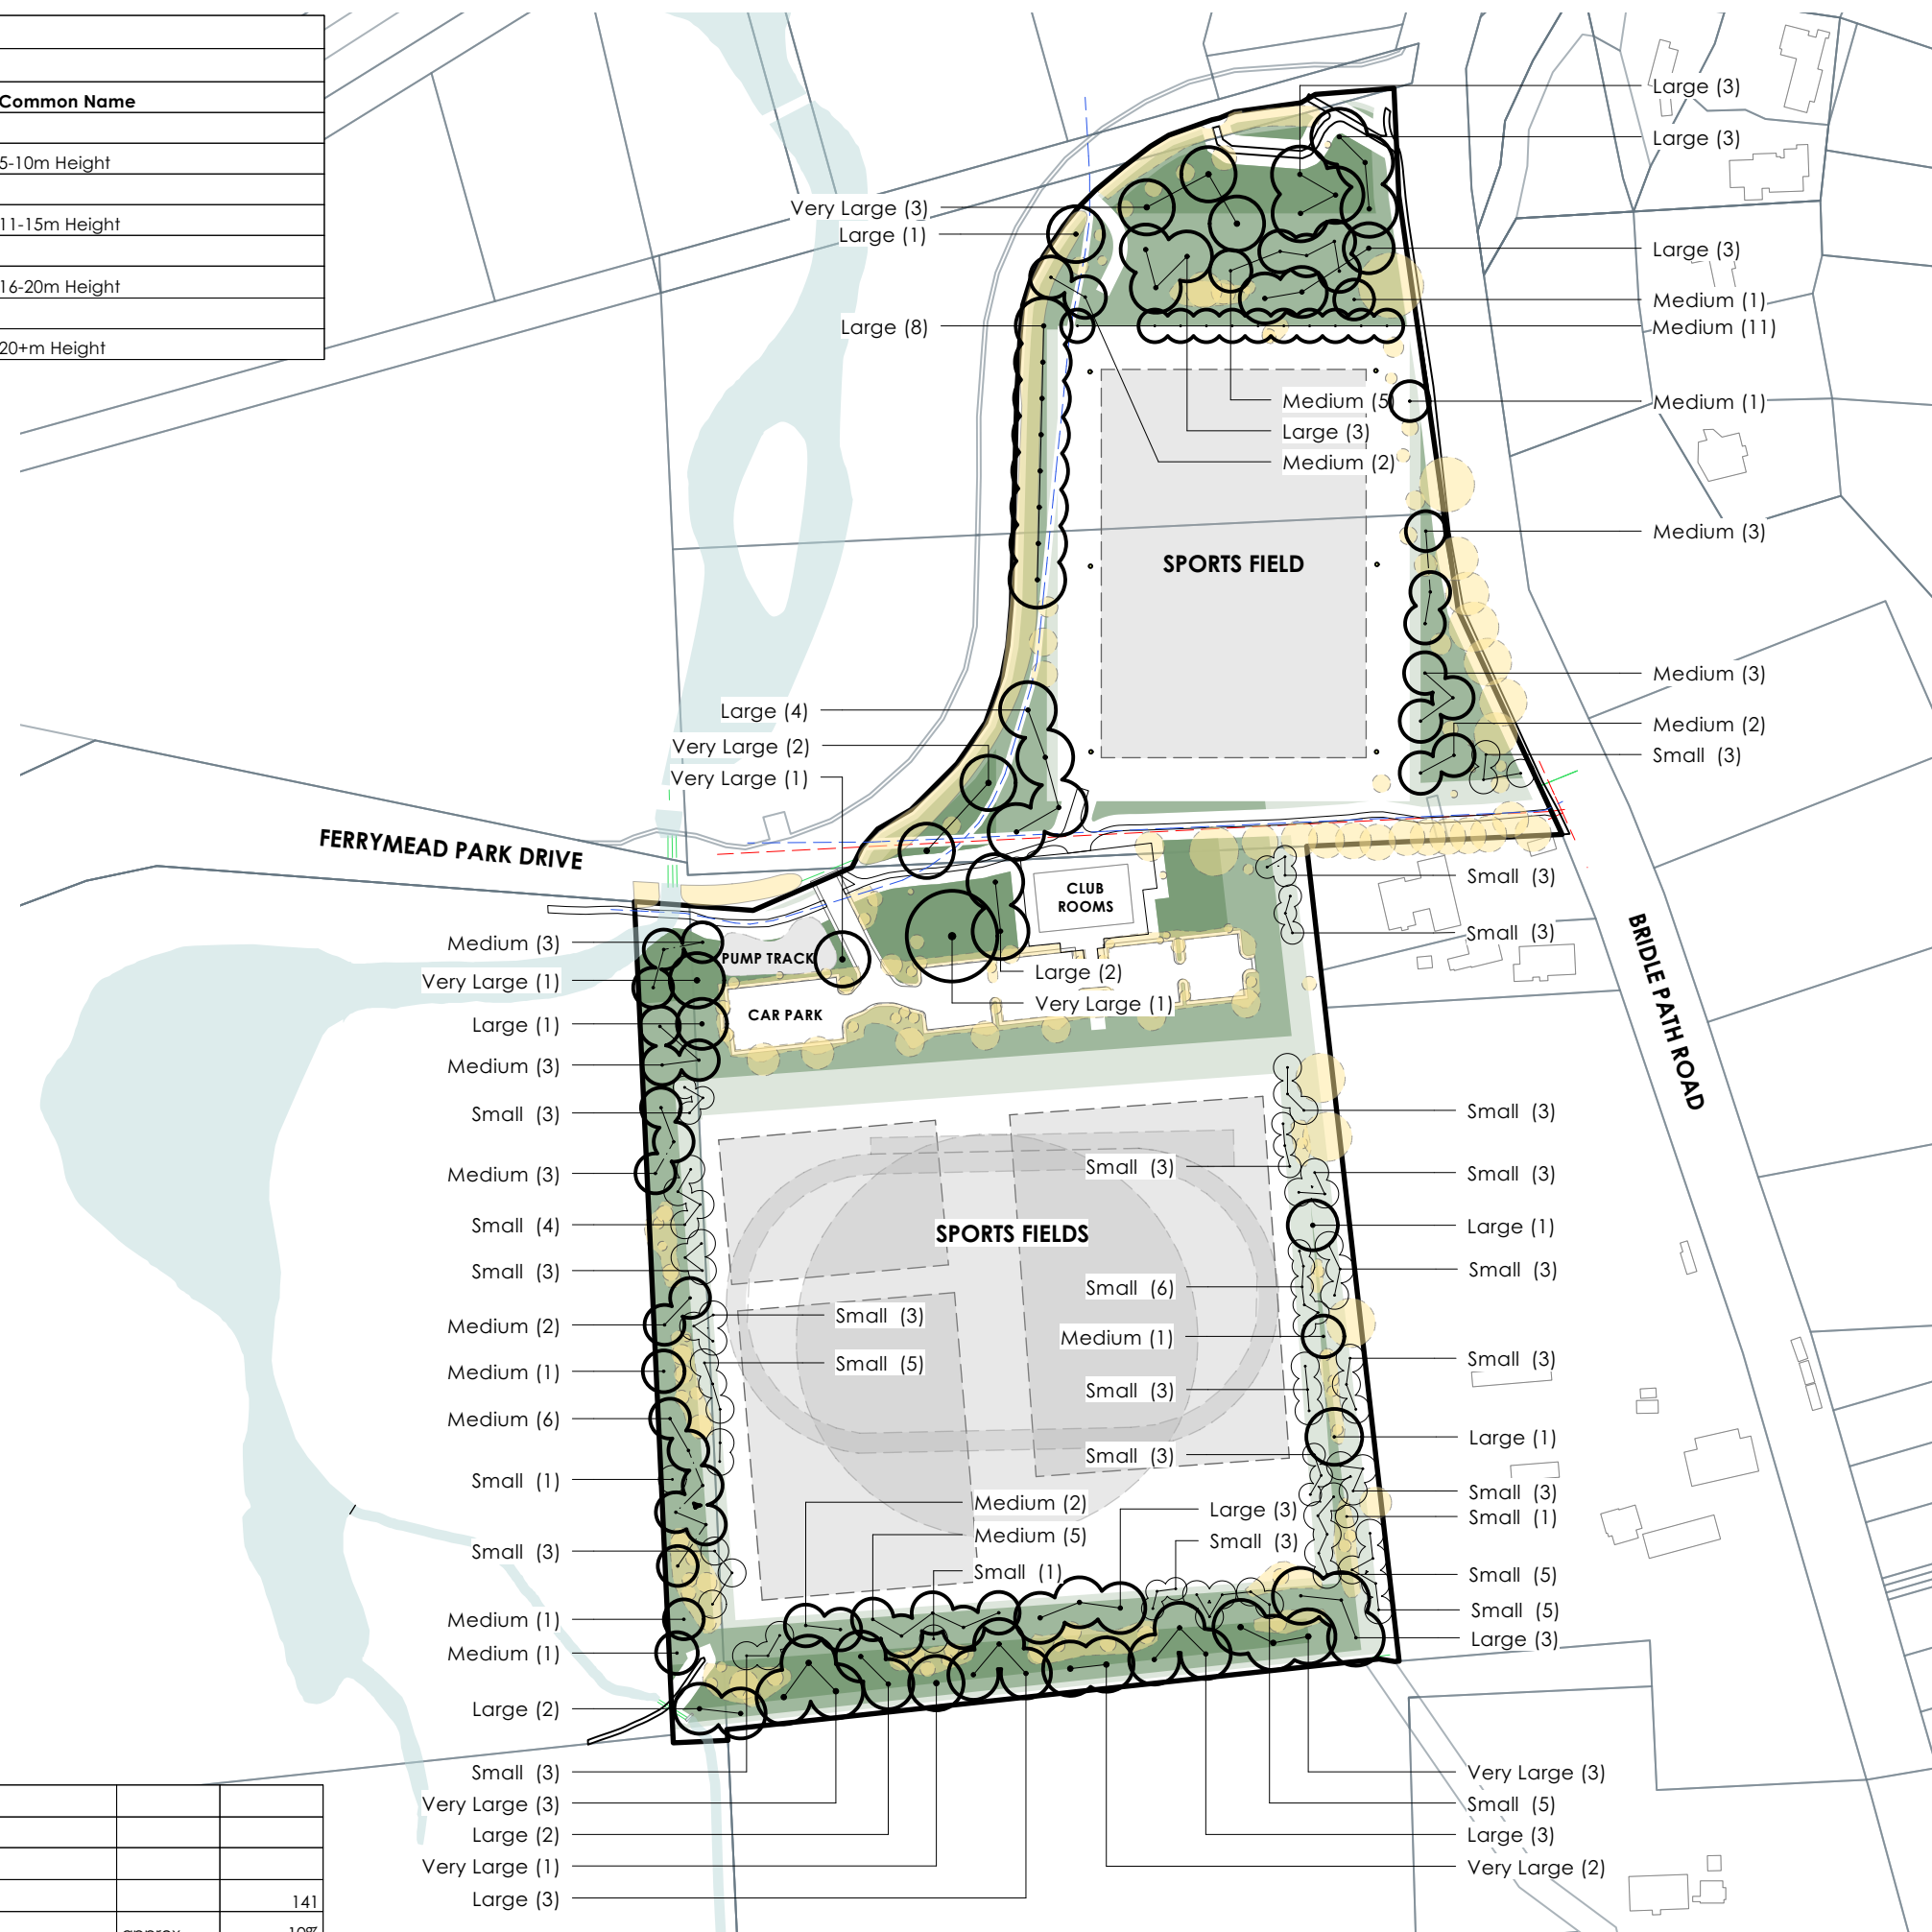 Common Name
5-10m Height
11-15m Height
16-20m Height
20+m Height
Large (3)
Large (3)
Very Large (3)
Large (1)
Large (3)
Medium (1)
Large (8)
Medium (11)
Medium (5)
Medium (1)
Large (3)
Medium (2)
Medium (3)
SPORTS FIELD
Medium (3)
Large (4)
Medium (2)
Very Large (2)
Small (3)
Very Large (1)
FERRYMEAD PARK DRIVE
CLUB
ROOMS
Small (3)
Small (3)
BRIDLE PATH ROAD
Medium (3)
PUMP TRACK
Large (2)
Very Large (1)
Very Large (1)
CAR PARK
Large (1)
Medium (3)
Small (3)
Small (3)
Small (3)
Medium (3)
Small (3)
Small (4)
SPORTS FIELDS
Large (1)
Small (3)
Small (3)
Small (6)
Small (3)
Medium (2)
Medium (1)
Small (5)
Small (3)
Medium (1)
Small (3)
Medium (6)
Large (1)
Small (3)
Small (1)
Small (3)
Medium (2)
Large (3)
Small (1)
Medium (5)
Small (3)
Small (3)
Small (1)
Small (5)
Small (5)
Medium (1)
Large (3)
Medium (1)
Large (2)
Small (3)
Very Large (3)
Very Large (3)
Small (5)
Large (2)
Large (3)
Very Large (1)
Very Large (2)
Large (3)
141
approx
10%